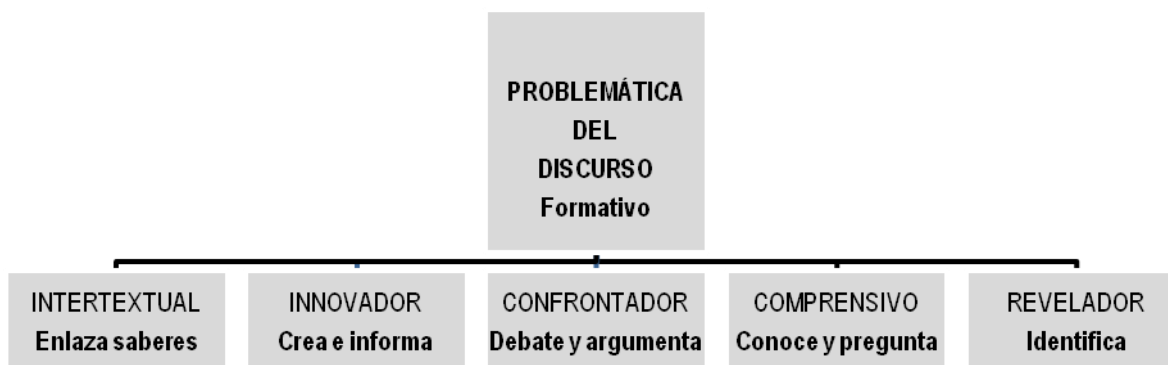 PROBLEMÁTICA
DEL
DISCURSO
Formativo
INTERTEXTUAL
Enlaza saberes
INNOVADOR
Crea e informa
CONFRONTADOR
Debate y argumenta
COMPRENSIVO
Conoce y pregunta
REVELADOR
Identifica